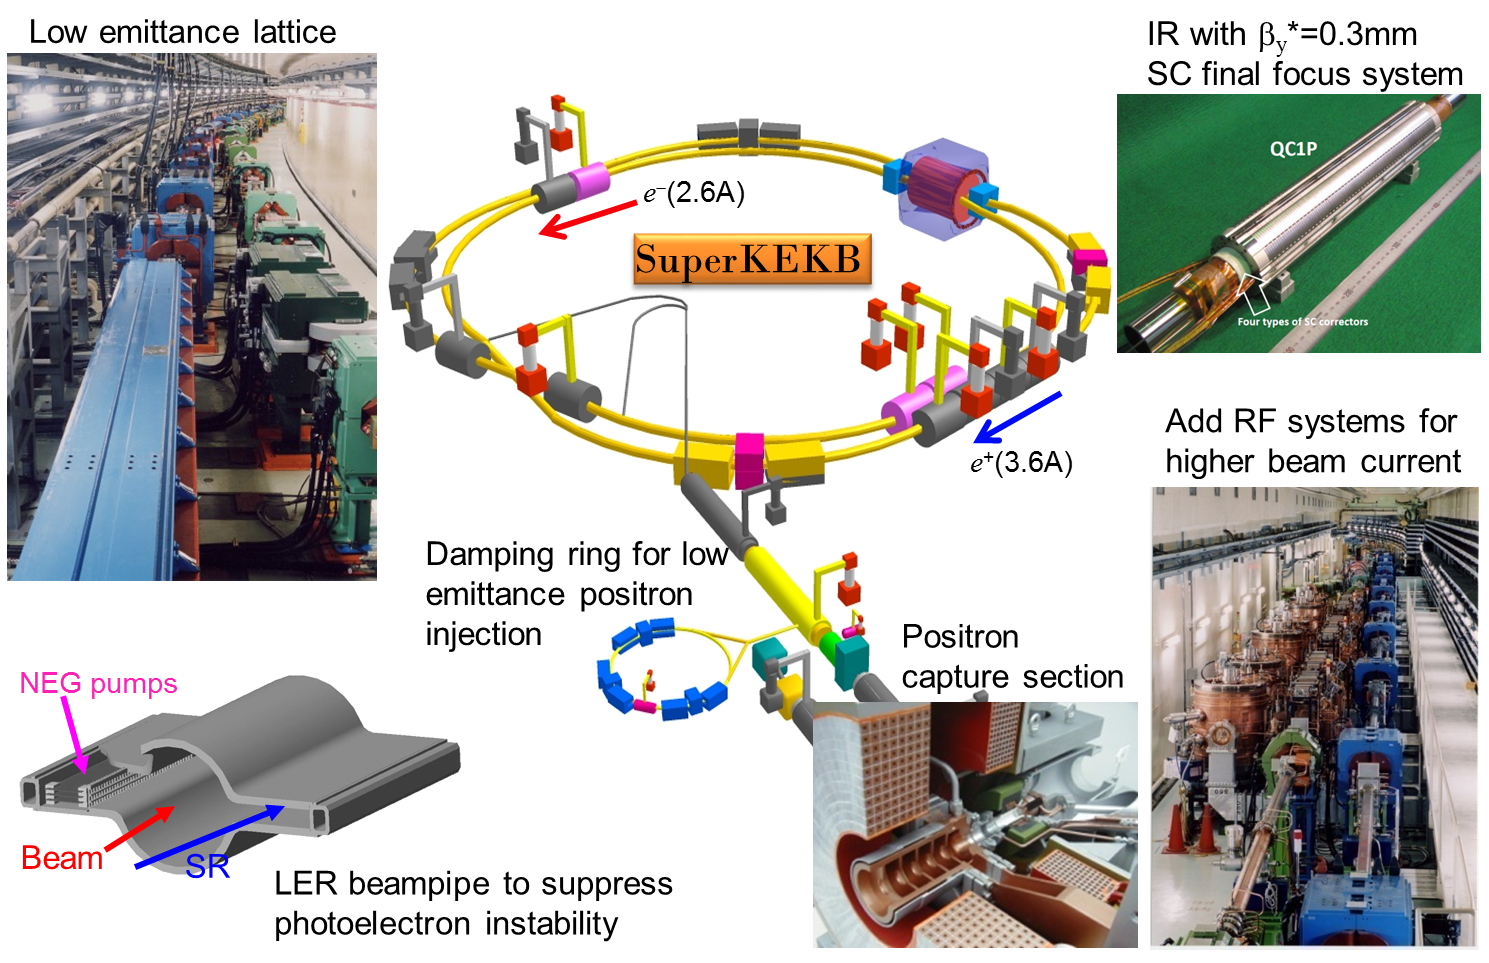 Low emittance lattice
IR with βy*=0.3mm
SC final focus system
QC1P
Four types of SC correctors
e−(2.6A)
SuperKEKB
e+(3.6A)
Add RF systems for
higher beam current
Damping ring for low
emittance positron
injection
Positron
capture section
NEG pumps
Beam
SR
LER beampipe to suppress
photoelectron instability